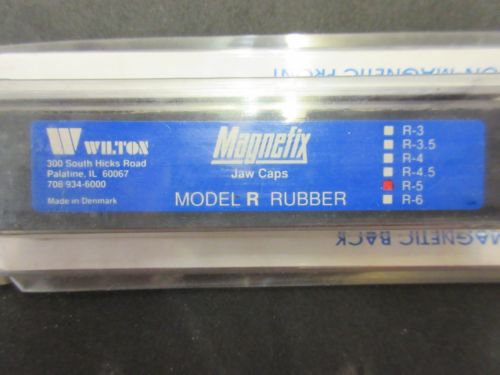 ON MAGNETIC FRONT
WILTON
300 South Hicks Road
Palatine, IL 60067
708-934-6000
Made in Denmark
Magnefix
Jaw Caps
MODEL R RUBBER
R-3
R-3.5
R-4
R-4.5
R-5
R-6
MAGNETIC BACK